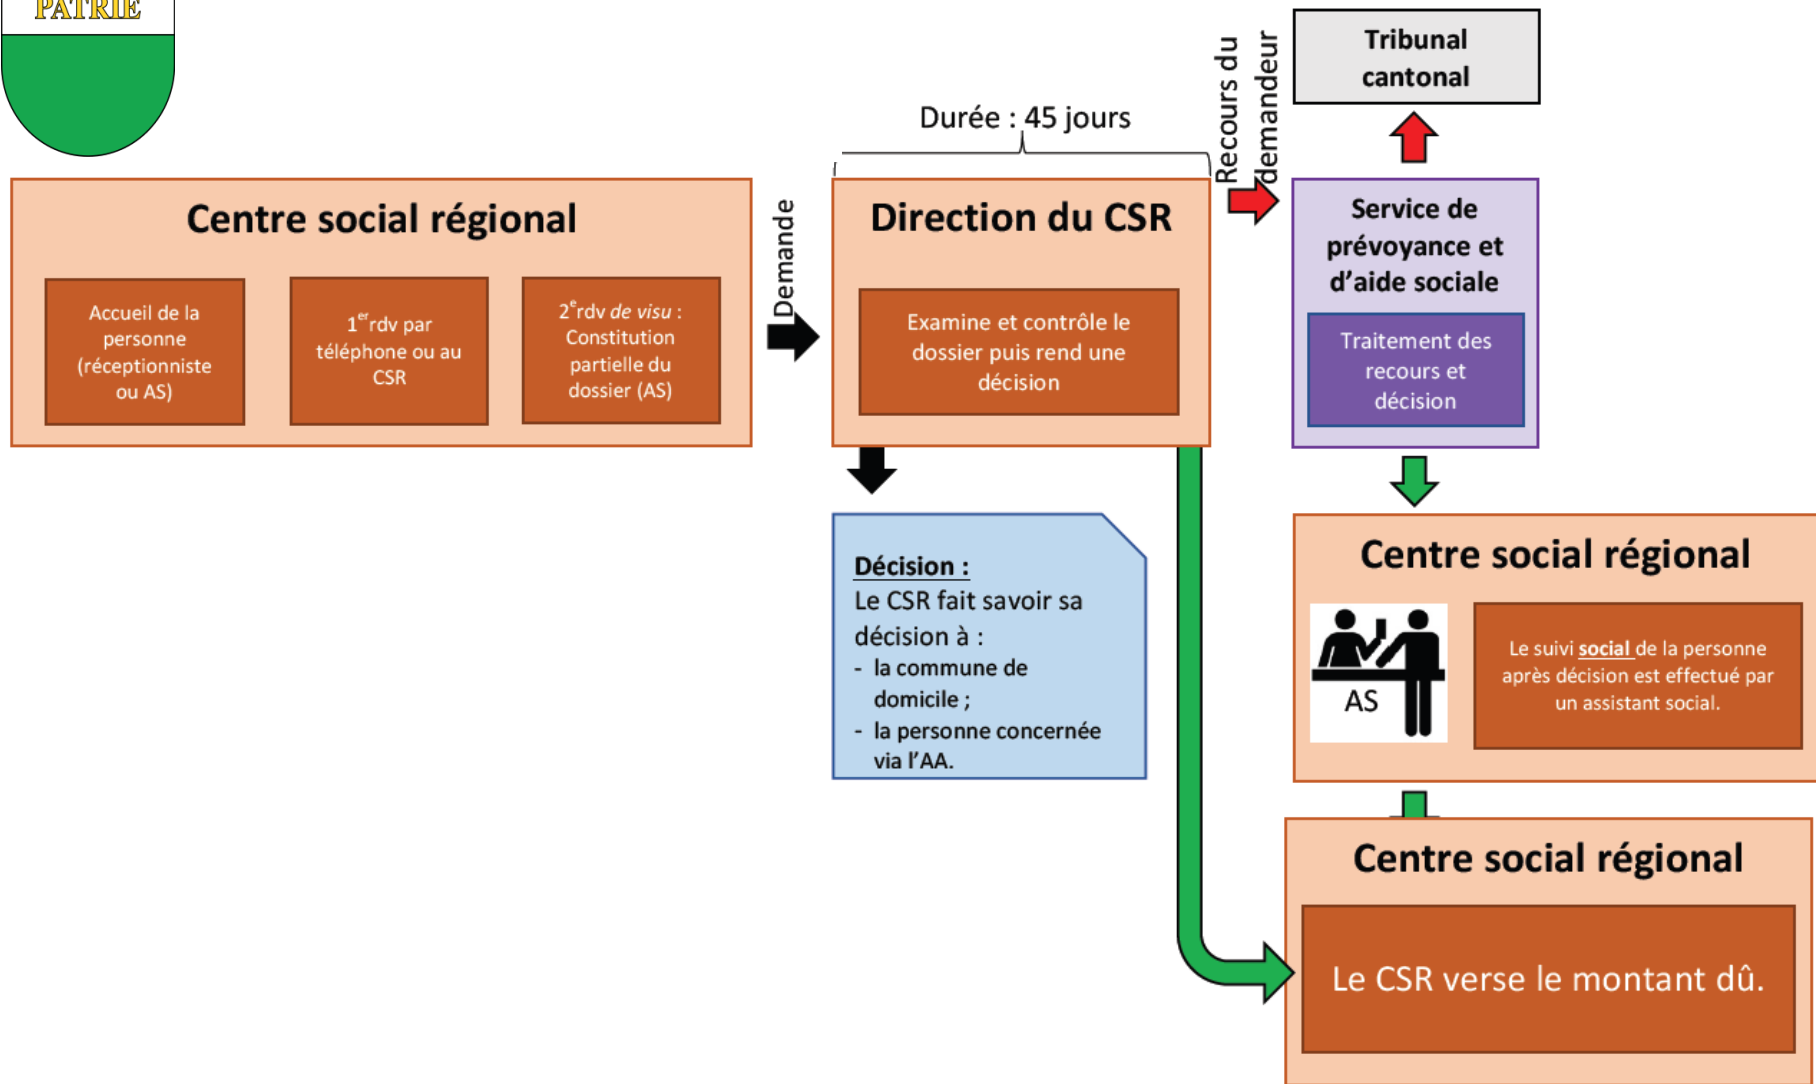 PATRIE
Durée : 45 jours
Recours du
demandeur
Tribunal
cantonal
Centre social régional
Accueil de la
personne
(réceptionniste
ou AS)
1er rdv par
téléphone ou au
CSR
2e rdv de visu :
Constitution
partielle du
dossier (AS)
Demande
Direction du CSR
Examine et contrôle le
dossier puis rend une
décision
Service de
prévoyance et
d’aide sociale
Traitement des
recours et
décision
Décision :
Le CSR fait savoir sa
décision à :
- la commune de
domicile ;
- la personne concernée
via l’AA.
Centre social régional
AS
Le suivi social de la personne
après décision est effectué par
un assistant social.
Centre social régional
Le CSR verse le montant dû.